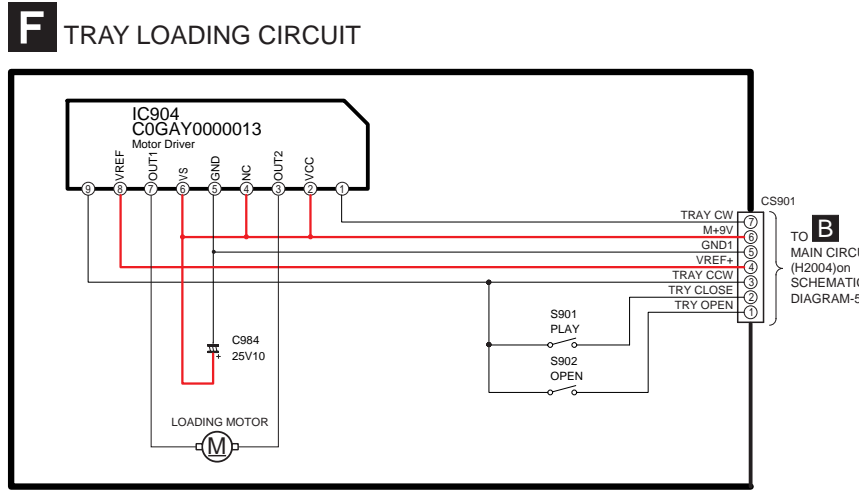 F TRAY LOADING CIRCUIT
IC904
C0GAY0000013
Motor Driver
VREF
OUT1
VS
GND
NC
OUT2
VCC
9 8 7 6 5 4 3 2 1
CS901
TRAY CW 7
M+9V 6
GND1 5
VREF+ 4
TRAY CCW 3
TRY CLOSE 2
TRY OPEN 1
TO B
MAIN CIRCU
(H2004)on
SCHEMATIC
DIAGRAM-5
S901
PLAY
S902
OPEN
C984
25V10
+
LOADING MOTOR
M